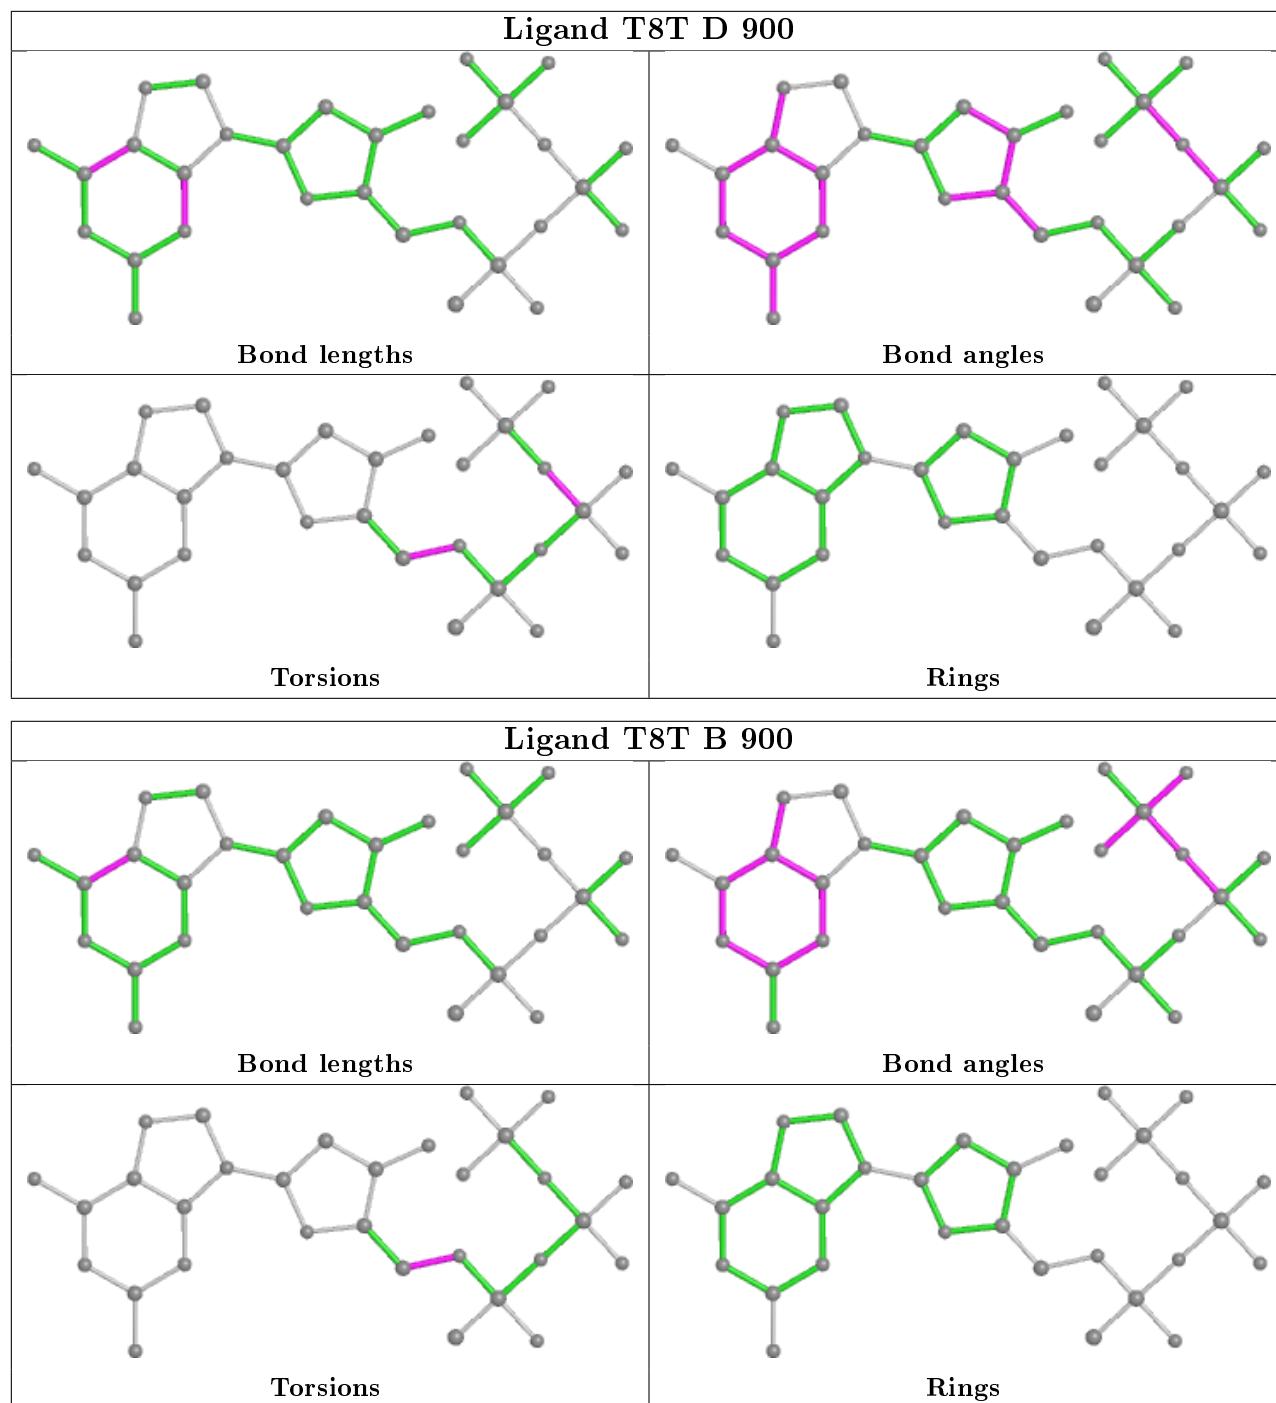 Ligand T8T D 900
Bond lengths
Bond angles
Torsions
Rings
Ligand T8T B 900
Bond lengths
Bond angles
Torsions
Rings